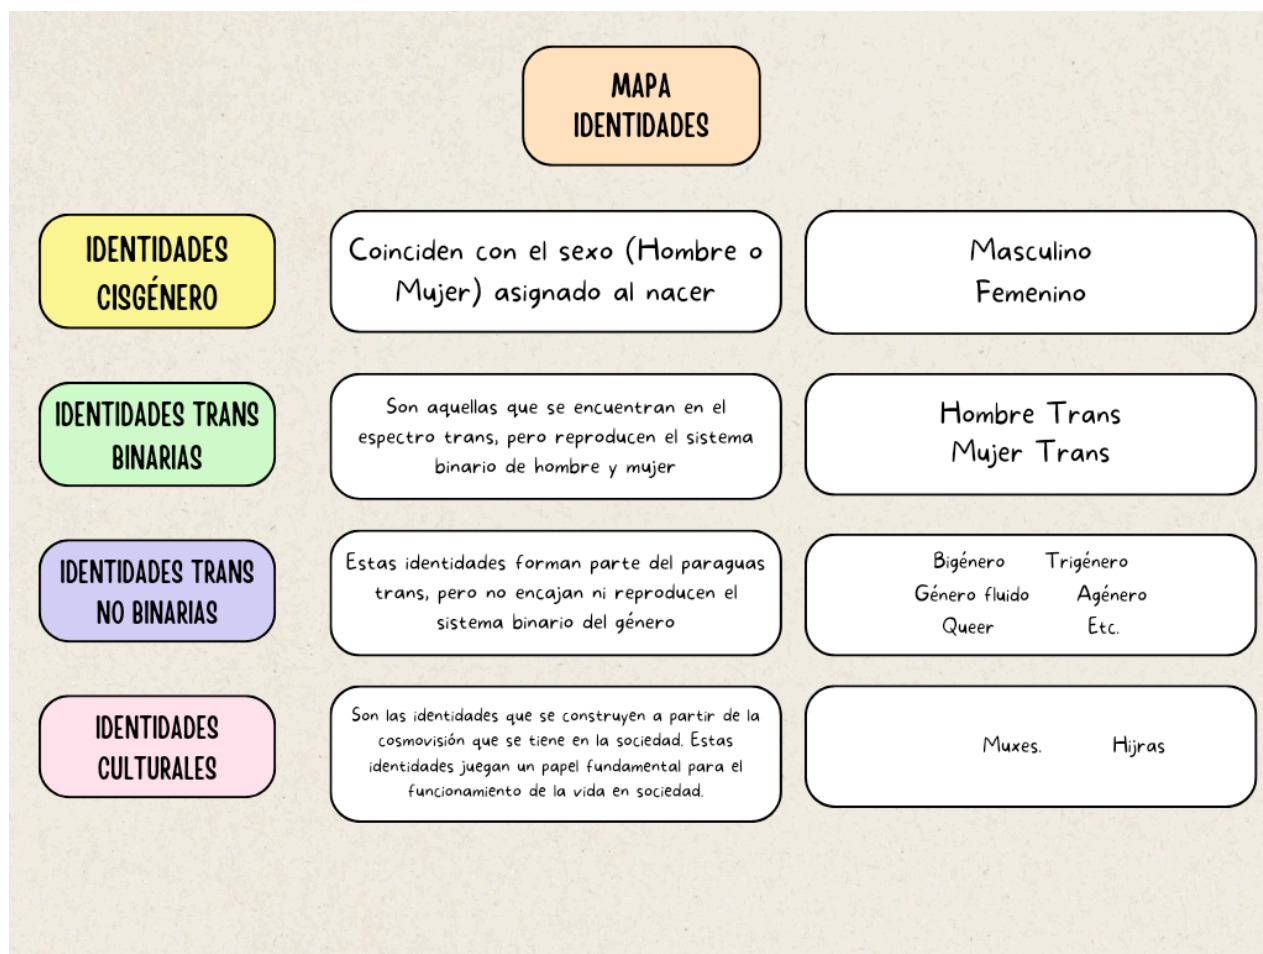 MAPA
IDENTIDADES
IDENTIDADES
CISGÉNERO
Coinciden con el sexo (Hombre o
Mujer) asignado al nacer
Masculino
Femenino
IDENTIDADES TRANS
BINARIAS
Son aquellas que se encuentran en el
espectro trans, pero reproducen el sistema
binario de hombre y mujer
Hombre Trans
Mujer Trans
IDENTIDADES TRANS
NO BINARIAS
Estas identidades forman parte del paraguas
trans, pero no encajan ni reproducen el
sistema binario del género
Bigénero Trigénero
Género fluido Agénero
Queer Etc.
IDENTIDADES
CULTURALES
Son las identidades que se construyen a partir de la
cosmovisión que se tiene en la sociedad. Estas
identidades juegan un papel fundamental para el
funcionamiento de la vida en sociedad.
Muxes. Hijras